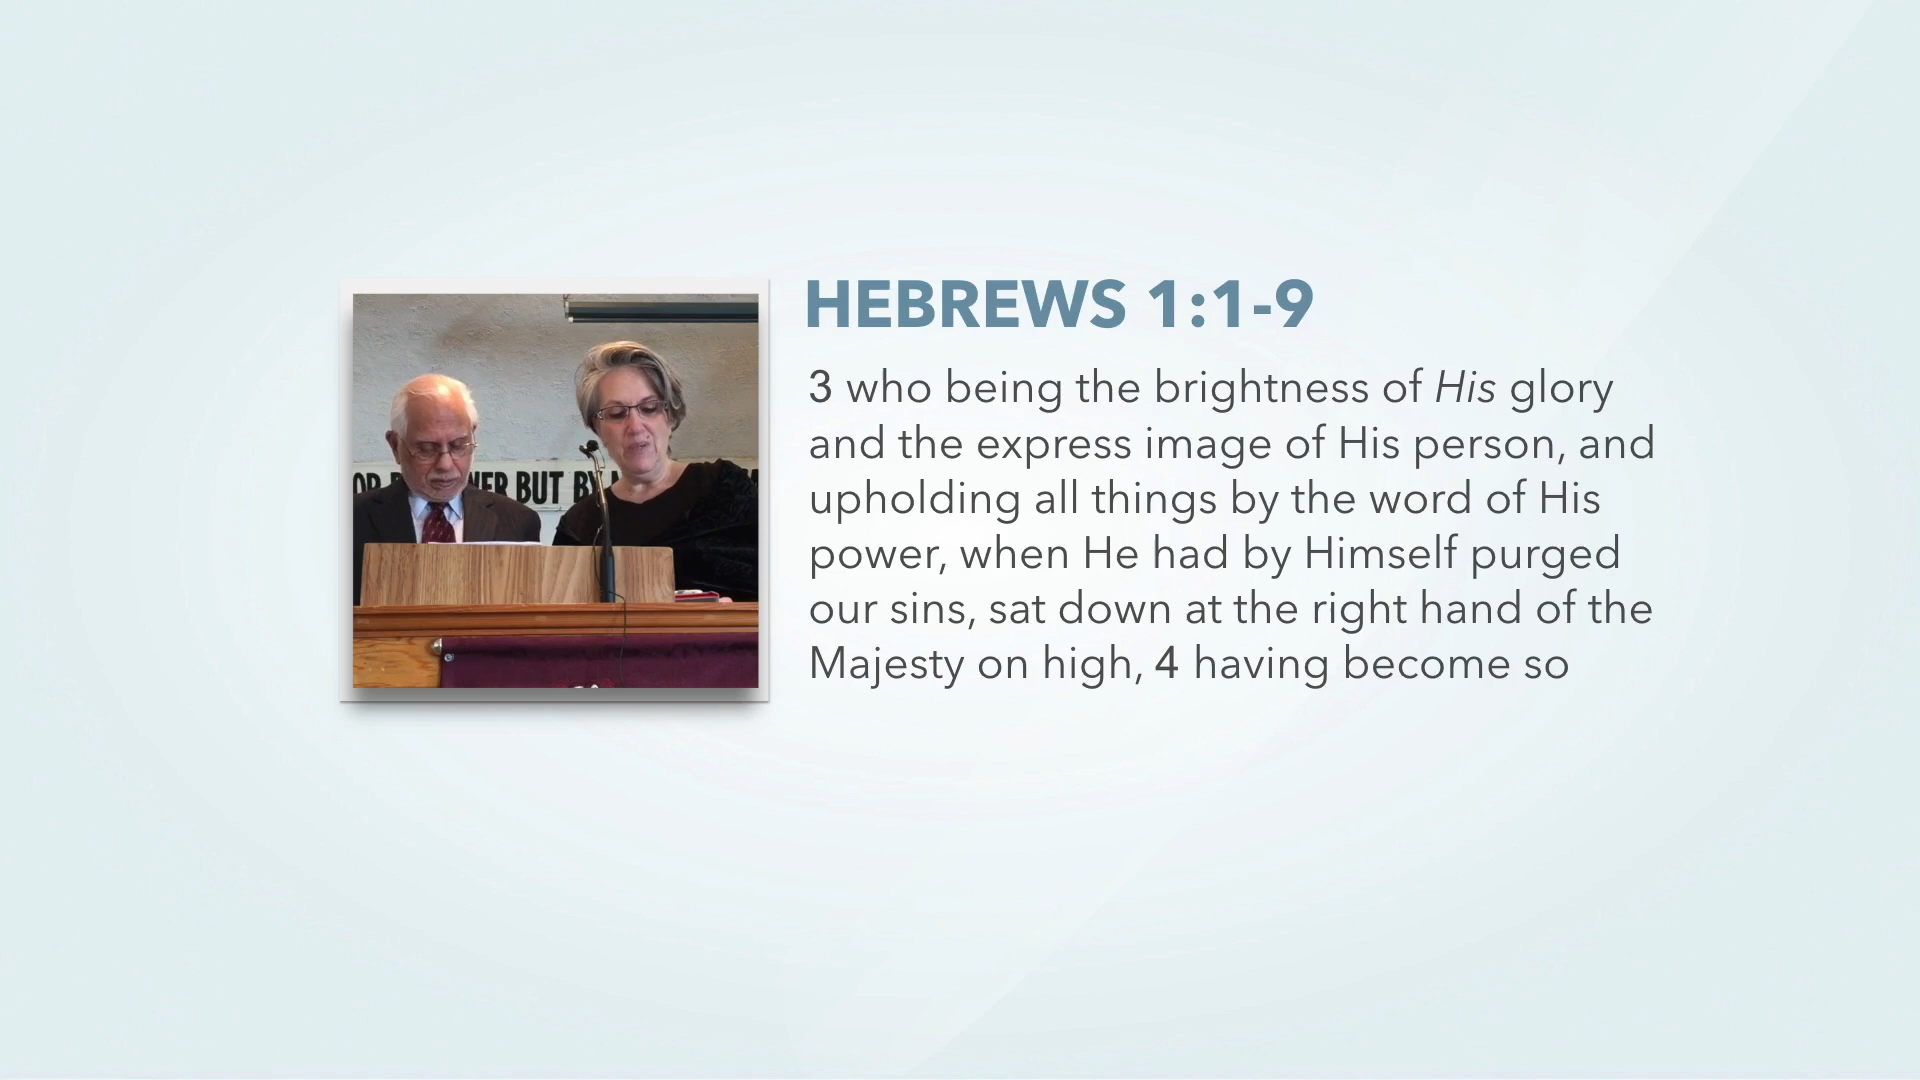 HEBREWS 1:1-9
3 who being the brightness of His glory
and the express image of His person, and
upholding all things by the word of His
power, when He had by Himself purged
our sins, sat down at the right hand of the
Majesty on high, 4 having become so
BUT BY